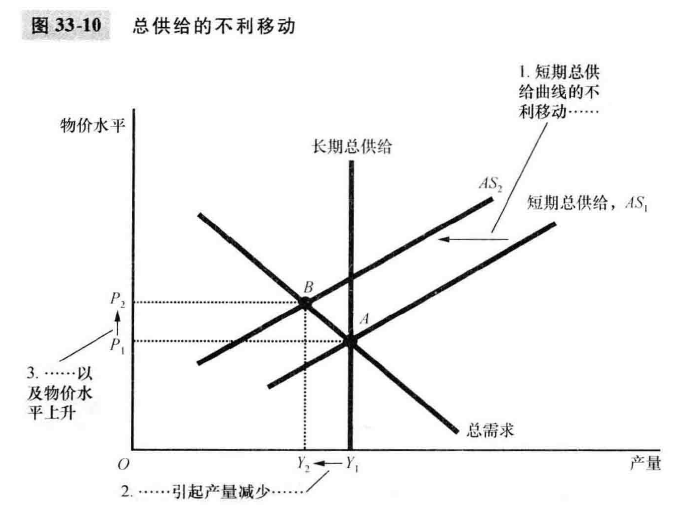 图 33-10 总供给的不利移动
1. 短期总供
给曲线的不
利移动……
物价水平
长期总供给
AS₂
短期总供给，AS₁
B
P₂
A
P₁
3. ……以
及物价水
平上升
总需求
O
Y₂
Y₁
产量
2. ……引起产量减少……